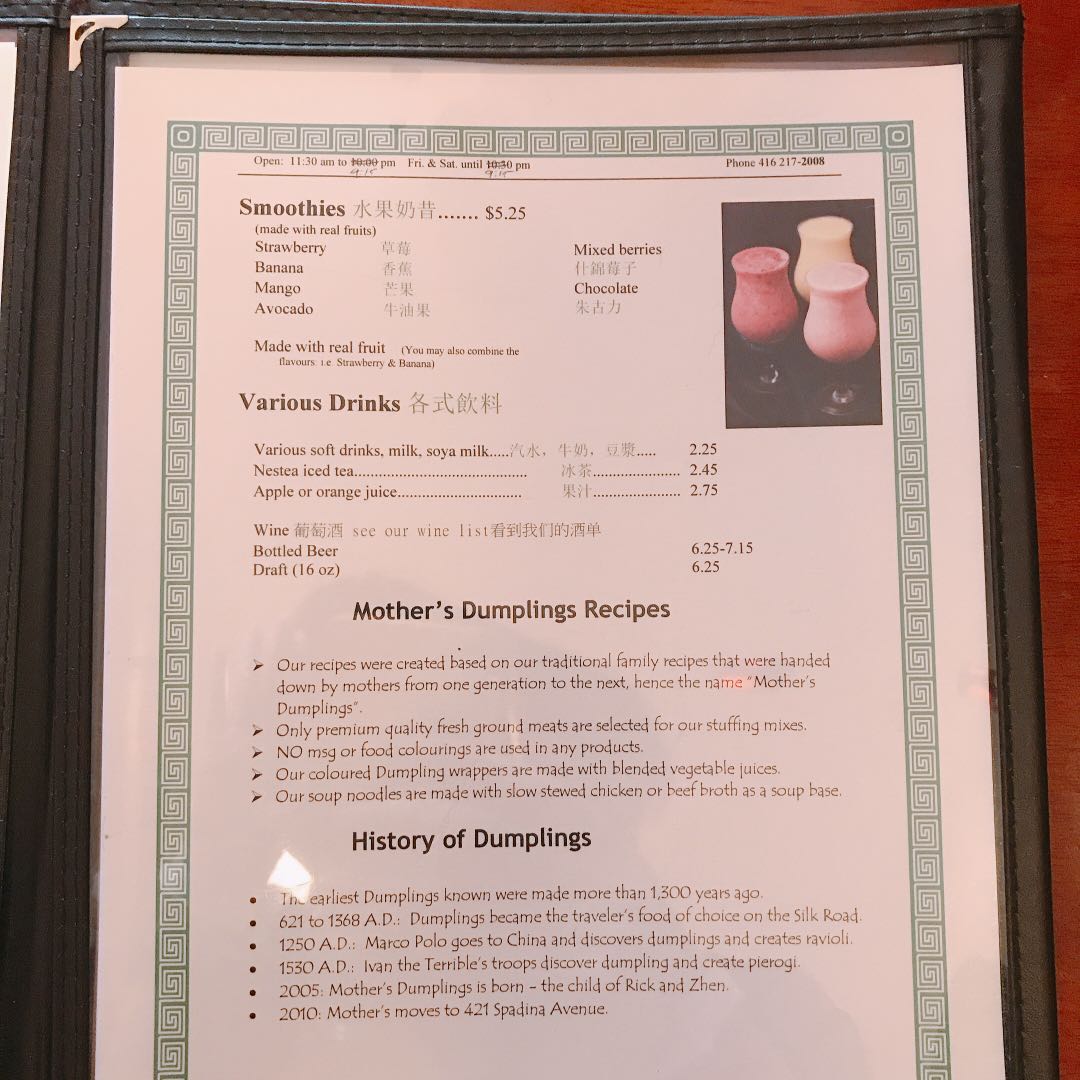 Open: 11:30 am to 10:00 pm Fri. & Sat. until 10:30 pm Phone 416 217-2008
9:15 9:15
Smoothies 水果奶昔....... $5.25
(made with real fruits)
Strawberry 草莓 Mixed berries
Banana 香蕉 什錦莓子
Mango 芒果 Chocolate
Avocado 牛油果 朱古力
Made with real fruit (You may also combine the
flavours: i.e. Strawberry & Banana)
Various Drinks 各式飲料
Various soft drinks, milk, soya milk.....汽水，牛奶，豆漿..... 2.25
Nestea iced tea........................................... 冰茶...................... 2.45
Apple or orange juice............................... 果汁...................... 2.75
Wine 葡萄酒 see our wine list看到我们的酒单
Bottled Beer 6.25-7.15
Draft (16 oz) 6.25
Mother's Dumplings Recipes
➢ Our recipes were created based on our traditional family recipes that were handed
down by mothers from one generation to the next, hence the name "Mother's
Dumplings".
➢ Only premium quality fresh ground meats are selected for our stuffing mixes.
➢ NO msg or food colourings are used in any products.
➢ Our coloured Dumpling wrappers are made with blended vegetable juices.
➢ Our soup noodles are made with slow stewed chicken or beef broth as a soup base.
History of Dumplings
• The earliest Dumplings known were made more than 1,300 years ago.
• 621 to 1368 A.D.: Dumplings became the traveler's food of choice on the Silk Road.
• 1250 A.D.: Marco Polo goes to China and discovers dumplings and creates ravioli.
• 1530 A.D.: Ivan the Terrible's troops discover dumpling and create pierogi.
• 2005: Mother's Dumplings is born - the child of Rick and Zhen.
• 2010: Mother's moves to 421 Spadina Avenue.